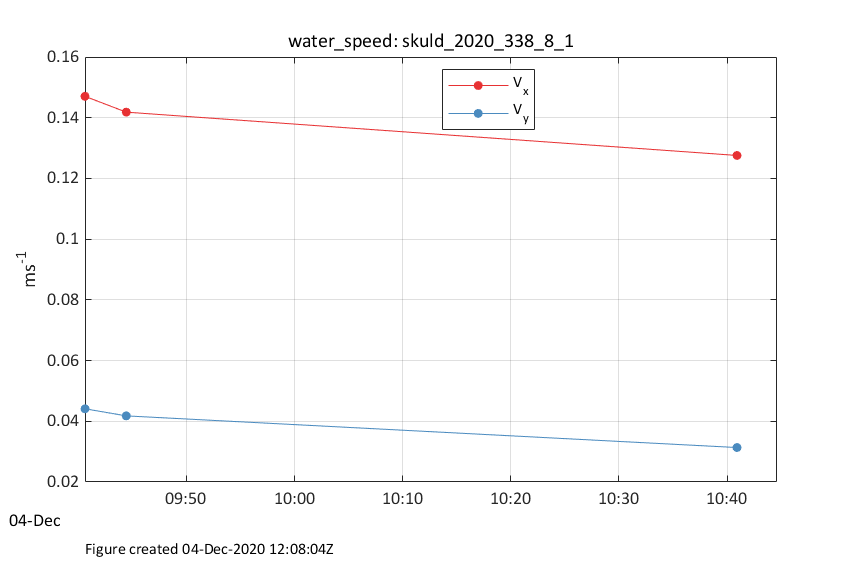 water_speed: skuld_2020_338_8_1
0.16
0.14
0.12
0.1
0.08
0.06
0.04
0.02
ms-1
Vx
Vy
09:50 10:00 10:10 10:20 10:30 10:40
04-Dec
Figure created 04-Dec-2020 12:08:04Z